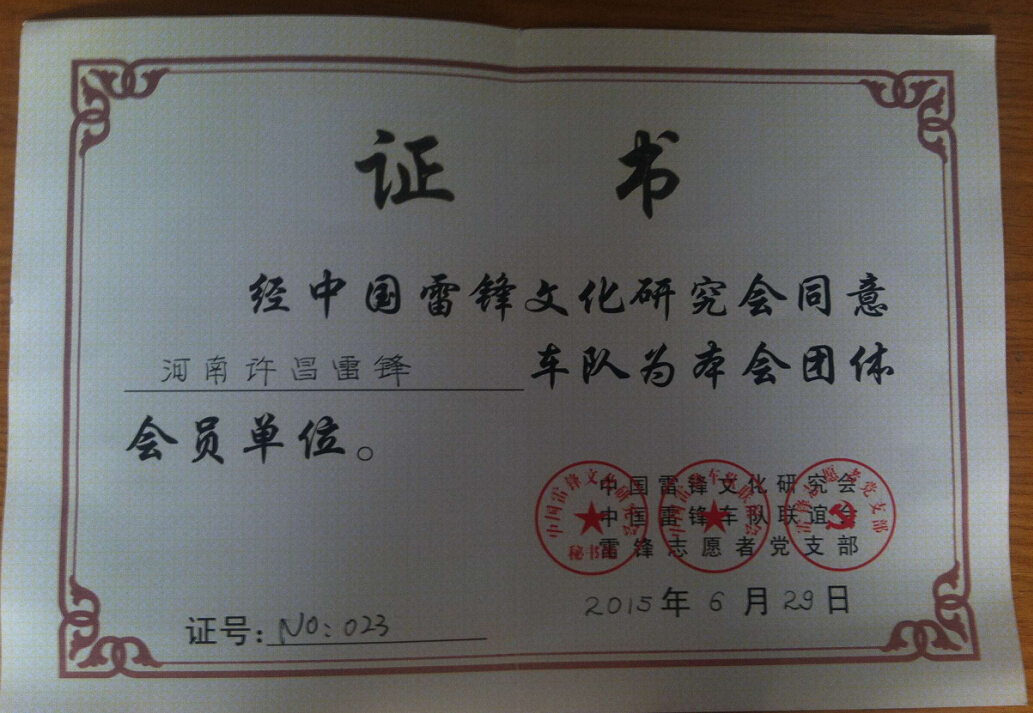 证 书
经中国雷锋文化研究会同意
河南许昌雷锋 车队为本会团体
会员单位。
中国雷锋文化研究会
中国雷锋车队联谊会
雷锋志愿者党支部
2015年6月29日
证号：NO：023